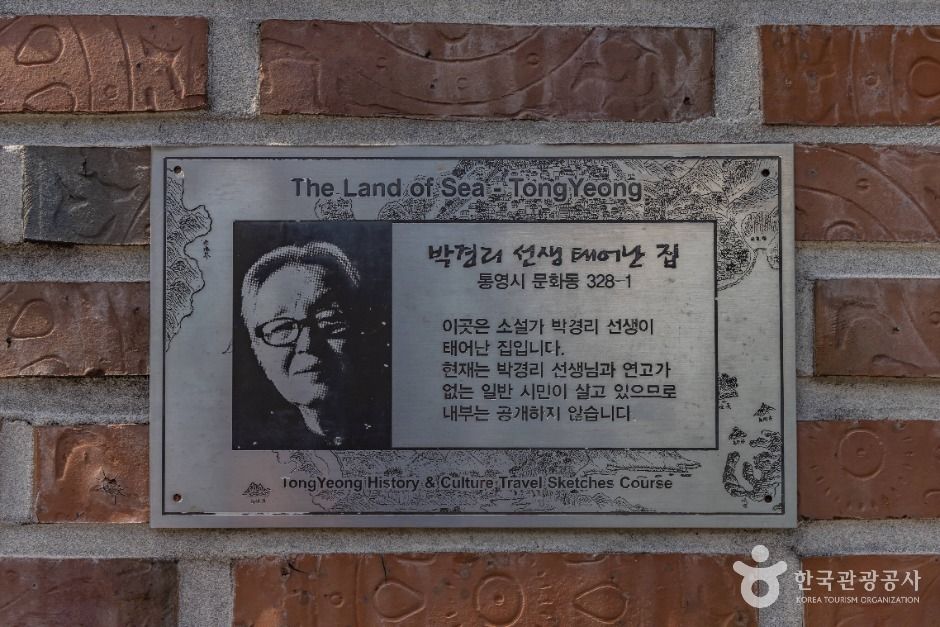 The Land of Sea - TongYeong
박경리 선생 태어난 집
통영시 문화동 328-1
이곳은 소설가 박경리 선생이
태어난 집입니다.
현재는 박경리 선생님과 연고가
없는 일반 시민이 살고 있으므로
내부는 공개하지 않습니다
TongYeong History & Culture Travel Sketches Course
한국관광공사
KOREA TOURISM ORGANIZATION